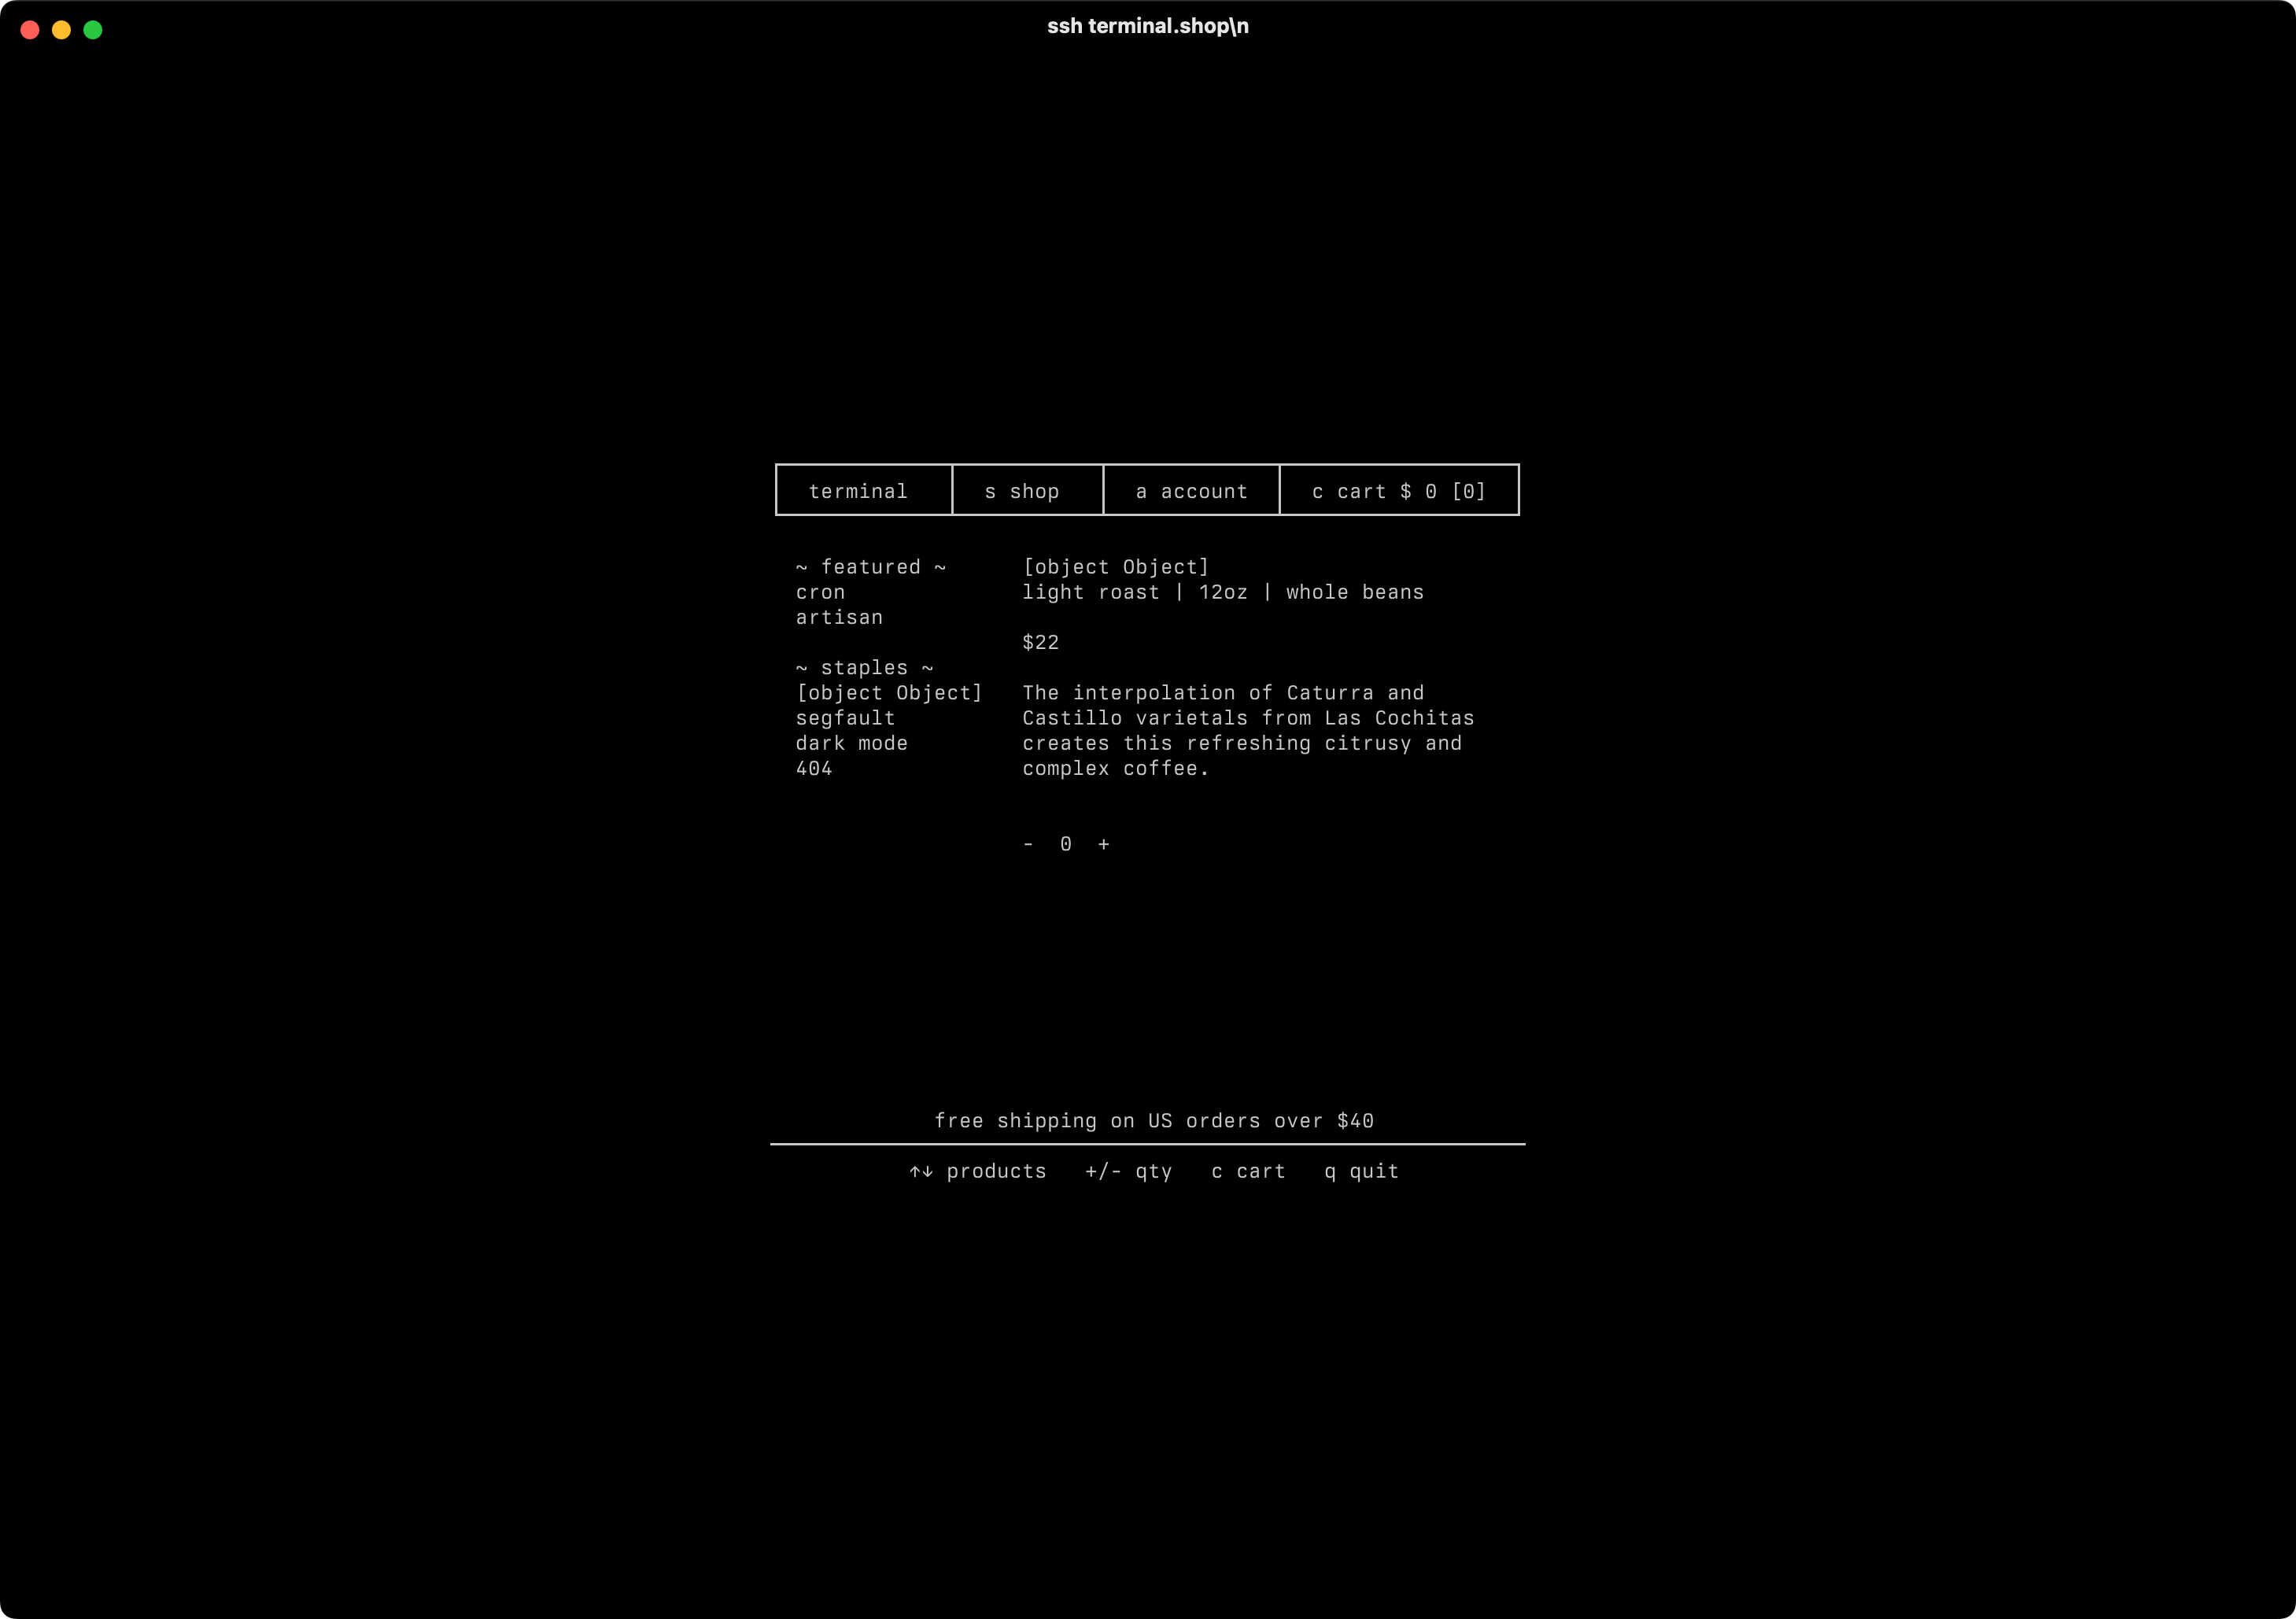 ssh terminal.shop\n
terminal s shop a account c cart $ 0 [0]
~ featured ~
cron
artisan
~ staples ~
[object Object]
segfault
dark mode
404
[object Object]
light roast | 12oz | whole beans
$22
The interpolation of Caturra and
Castillo varietals from Las Cochitas
creates this refreshing citrusy and
complex coffee.
- 0 +
free shipping on US orders over $40
↑↓ products +/- qty c cart q quit